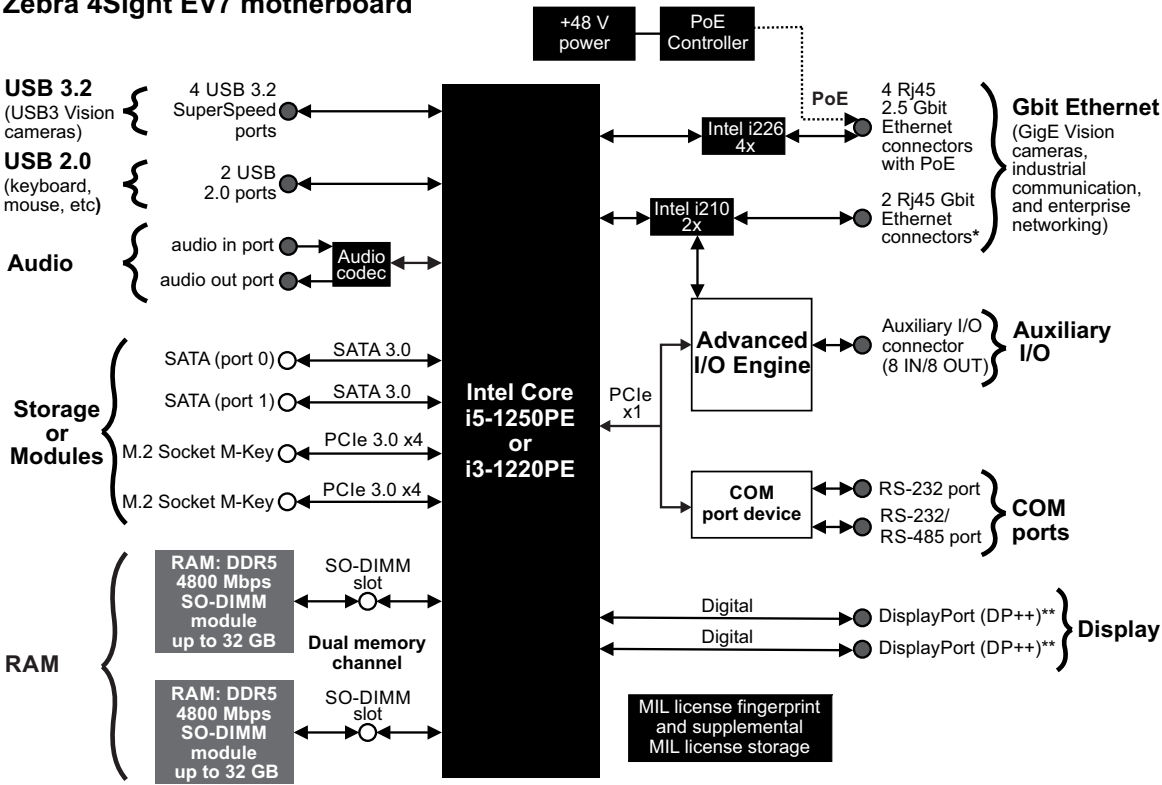 Zebra 4Sight EV7 motherboard
+48 V
power
PoE
Controller
USB 3.2
(USB3 Vision
cameras)
4 USB 3.2
SuperSpeed
ports
USB 2.0
(keyboard,
mouse, etc)
2 USB
2.0 ports
Audio
audio in port
audio out port
Audio
codec
Storage
or
Modules
SATA (port 0)
SATA 3.0
SATA (port 1)
SATA 3.0
M.2 Socket M-Key
PCIe 3.0 x4
M.2 Socket M-Key
PCIe 3.0 x4
RAM
RAM: DDR5
4800 Mbps
SO-DIMM
module
up to 32 GB
SO-DIMM
slot
Dual memory
channel
RAM: DDR5
4800 Mbps
SO-DIMM
module
up to 32 GB
SO-DIMM
slot
Intel Core
i5-1250PE
or
i3-1220PE
PoE
Intel i226
4x
4 Rj45
2.5 Gbit
Ethernet
connectors
with PoE
Intel i210
2x
2 Rj45 Gbit
Ethernet
connectors*
Gbit Ethernet
(GigE Vision
cameras,
industrial
communication,
and enterprise
networking)
PCIe
x1
Advanced
I/O Engine
Auxiliary I/O
connector
(8 IN/8 OUT)
Auxiliary
I/O
COM
port device
RS-232 port
RS-232/
RS-485 port
COM
ports
Digital
DisplayPort (DP++)**
Digital
DisplayPort (DP++)**
Display
MIL license fingerprint
and supplemental
MIL license storage